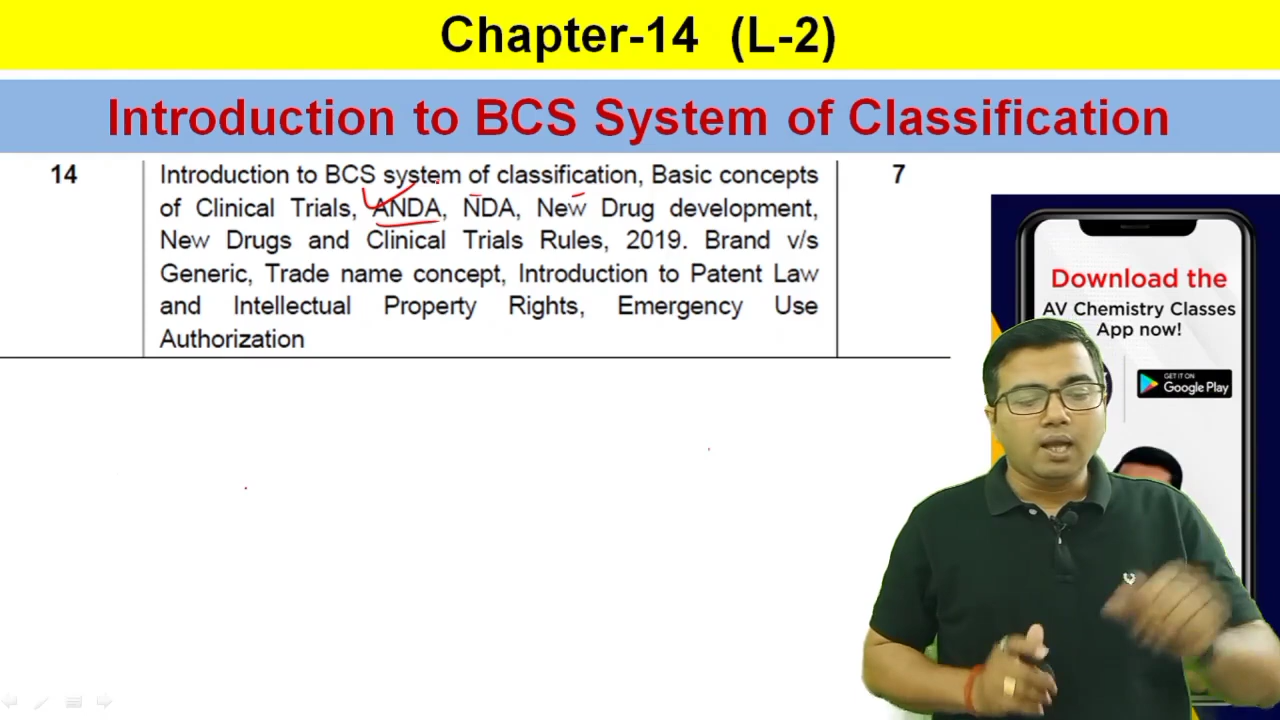 Chapter-14 (L-2)
Introduction to BCS System of Classification
14
Introduction to BCS system of classification, Basic concepts
of Clinical Trials, ANDA, NDA, New Drug development,
New Drugs and Clinical Trials Rules, 2019. Brand v/s
Generic, Trade name concept, Introduction to Patent Law
and Intellectual Property Rights, Emergency Use
Authorization
7
Download the
AV Chemistry Classes
App now!
GET IT ON
Google Play